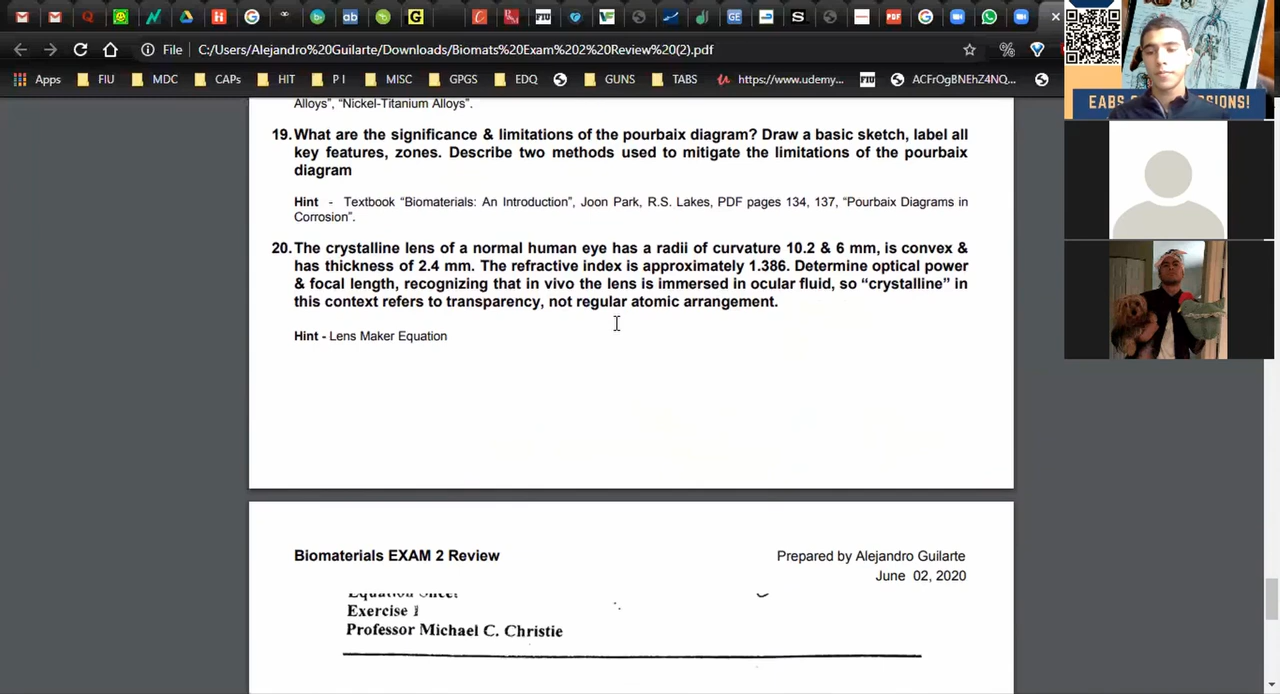 File
C:/Users/Alejandro%20Guilarte/Downloads/Biomats%20Exam%202%20Review%20(2).pdf
Apps FIU MDC CAPs HIT P I MISC GPGS EDQ GUNS TABS https://www.udemy... FIU ACFrOgBNEhZ4NQ...
Alloys", "Nickel-Titanium Alloys".
19. What are the significance & limitations of the pourbaix diagram? Draw a basic sketch, label all
key features, zones. Describe two methods used to mitigate the limitations of the pourbaix
diagram
Hint - Textbook "Biomaterials: An Introduction", Joon Park, R.S. Lakes, PDF pages 134, 137, "Pourbaix Diagrams in
Corrosion".
20. The crystalline lens of a normal human eye has a radii of curvature 10.2 & 6 mm, is convex &
has thickness of 2.4 mm. The refractive index is approximately 1.386. Determine optical power
& focal length, recognizing that in vivo the lens is immersed in ocular fluid, so "crystalline" in
this context refers to transparency, not regular atomic arrangement.
Hint - Lens Maker Equation
Biomaterials EXAM 2 Review
Prepared by Alejandro Guilarte
June 02, 2020
Equation Sheet
Exercise 1
Professor Michael C. Christie